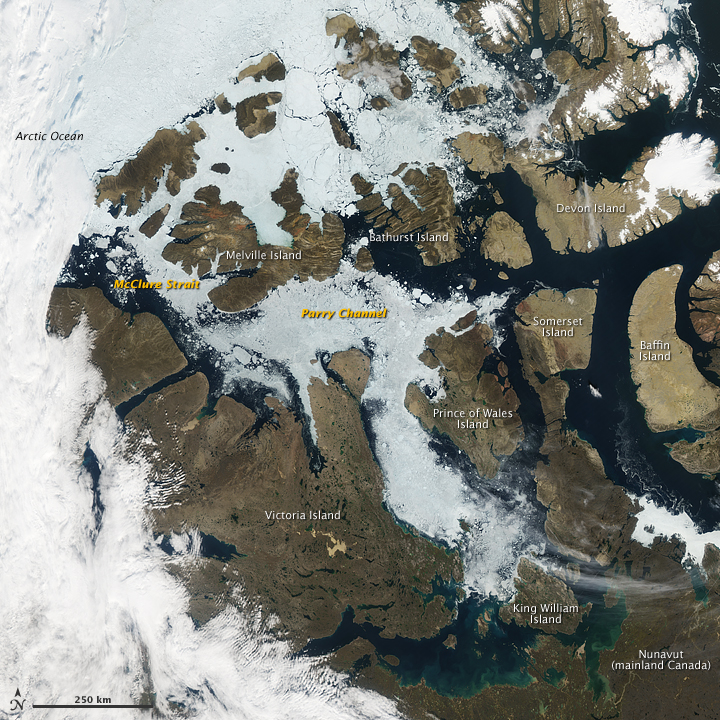 Arctic Ocean
Devon Island
Bathurst Island
Melville Island
McClure Strait
Parry Channel
Somerset
Island
Baffin
Island
Prince of Wales
Island
Victoria Island
King William
Island
Nunavut
(mainland Canada)
N
250 km